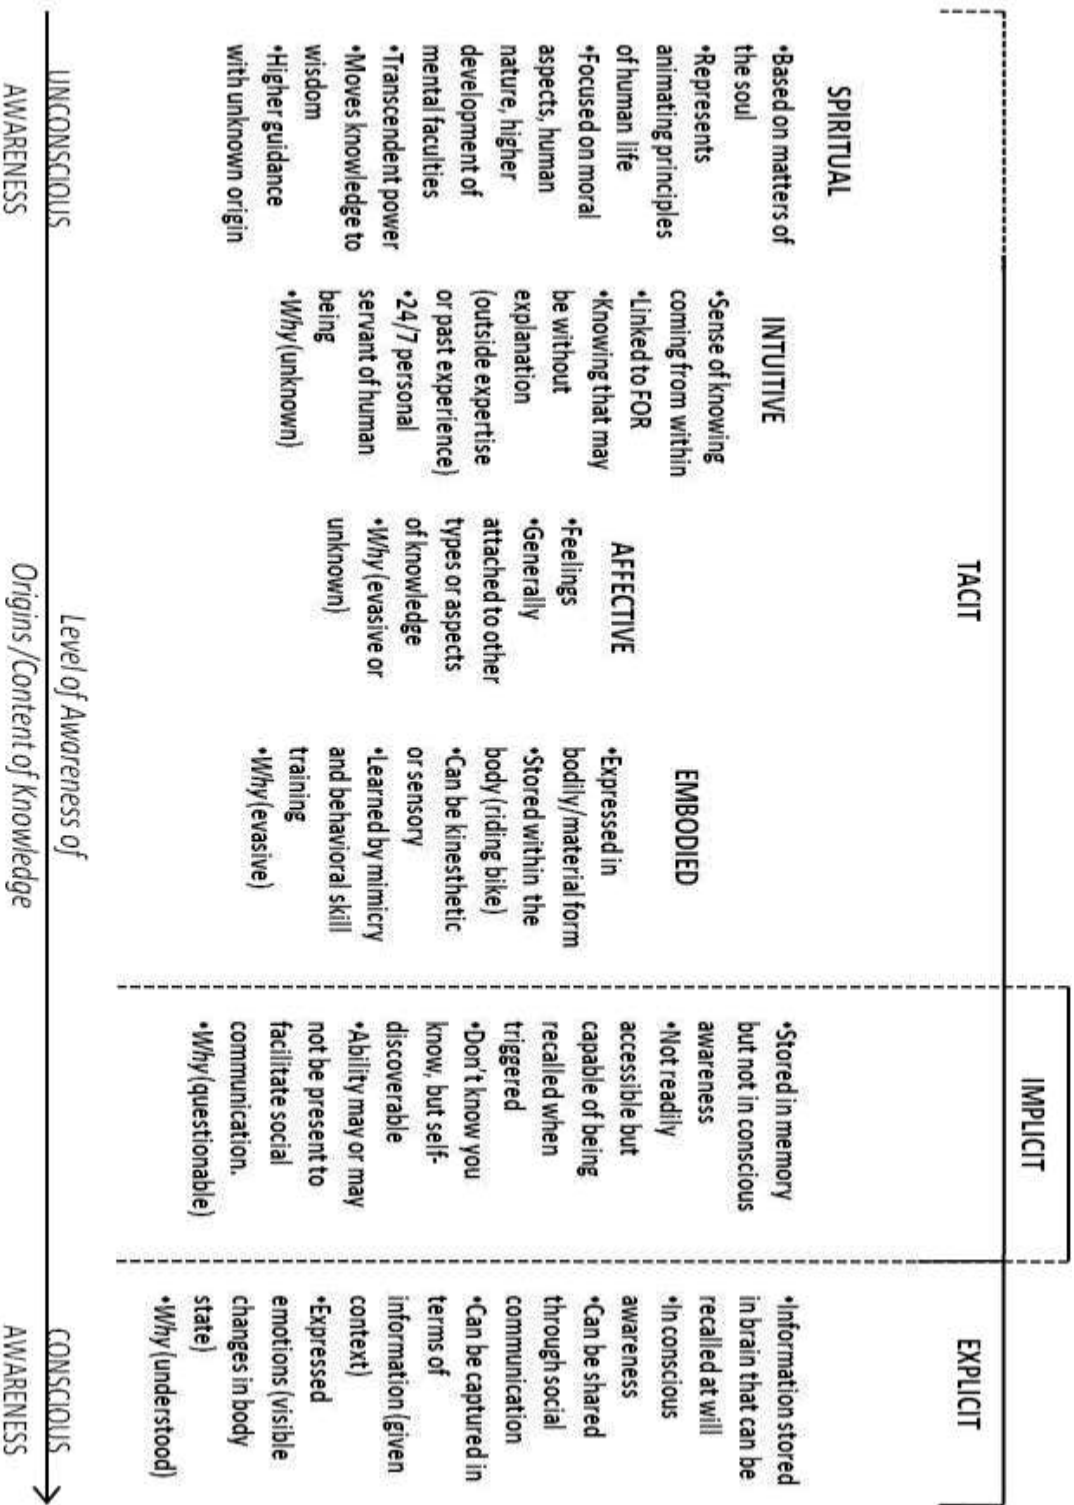 IMPLICIT
TACIT
EXPLICIT
SPIRITUAL
•Based on matters of
the soul
•Represents
animating principles
of human life
•Focused on moral
aspects, human
nature, higher
development of
mental faculties
•Transcendent power
•Moves knowledge to
wisdom
•Higher guidance
with unknown origin
INTUITIVE
•Sense of knowing
coming from within
•Linked to FOR
•Knowing that may
be without
explanation
(outside expertise
or past experience)
•24/7 personal
servant of human
being
•Why (unknown)
AFFECTIVE
•Feelings
•Generally
attached to other
types or aspects
of knowledge
•Why (evasive or
unknown)
EMBODIED
•Expressed in
bodily/material form
•Stored within the
body (riding bike)
•Can be kinesthetic
or sensory
•Learned by mimicry
and behavioral skill
training
•Why (evasive)
•Stored in memory
but not in conscious
awareness
•Not readily
accessible but
capable of being
recalled when
triggered
•Don't know you
know, but self-
discoverable
•Ability may or may
not be present to
facilitate social
communication.
•Why (questionable)
•Information stored
in brain that can be
recalled at will
•In conscious
awareness
•Can be shared
through social
communication
•Can be captured in
terms of
information (given
context)
•Expressed
emotions (visible
changes in body
state)
•Why (understood)
UNCONSCIOUS
AWARENESS
Level of Awareness of
Origins /Content of Knowledge
CONSCIOUS
AWARENESS